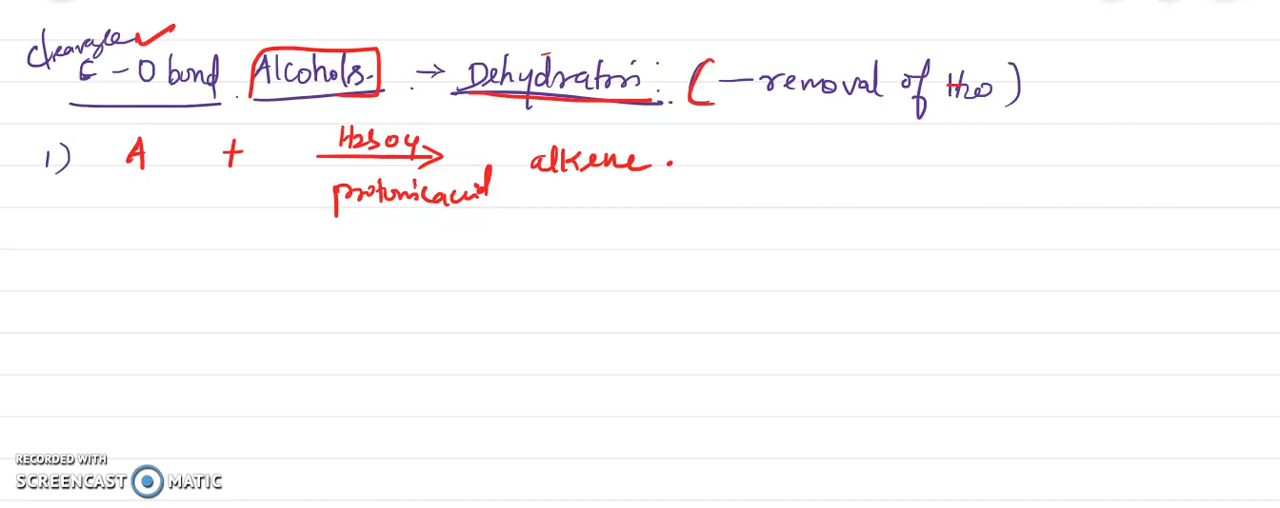 cleavage
C - O bond. Alcohols. → Dehydration: (- removal of H2O)
1) A + H2SO4 alkene.
protonic acid
RECORDED WITH
SCREENCAST MATIC